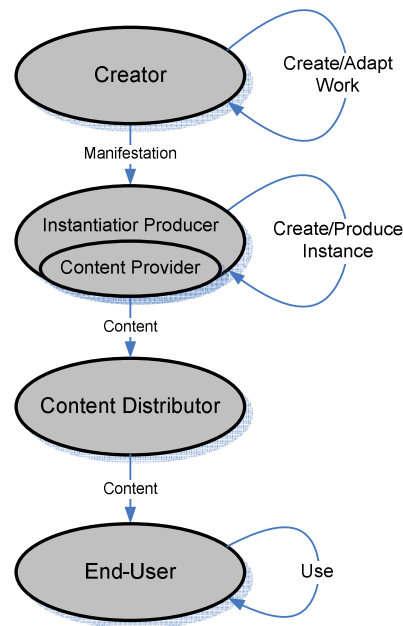 Creator
Create/Adapt
Work
Manifestation
Instantiatior Producer
Create/Produce
Instance
Content Provider
Content
Content Distributor
Content
End-User
Use